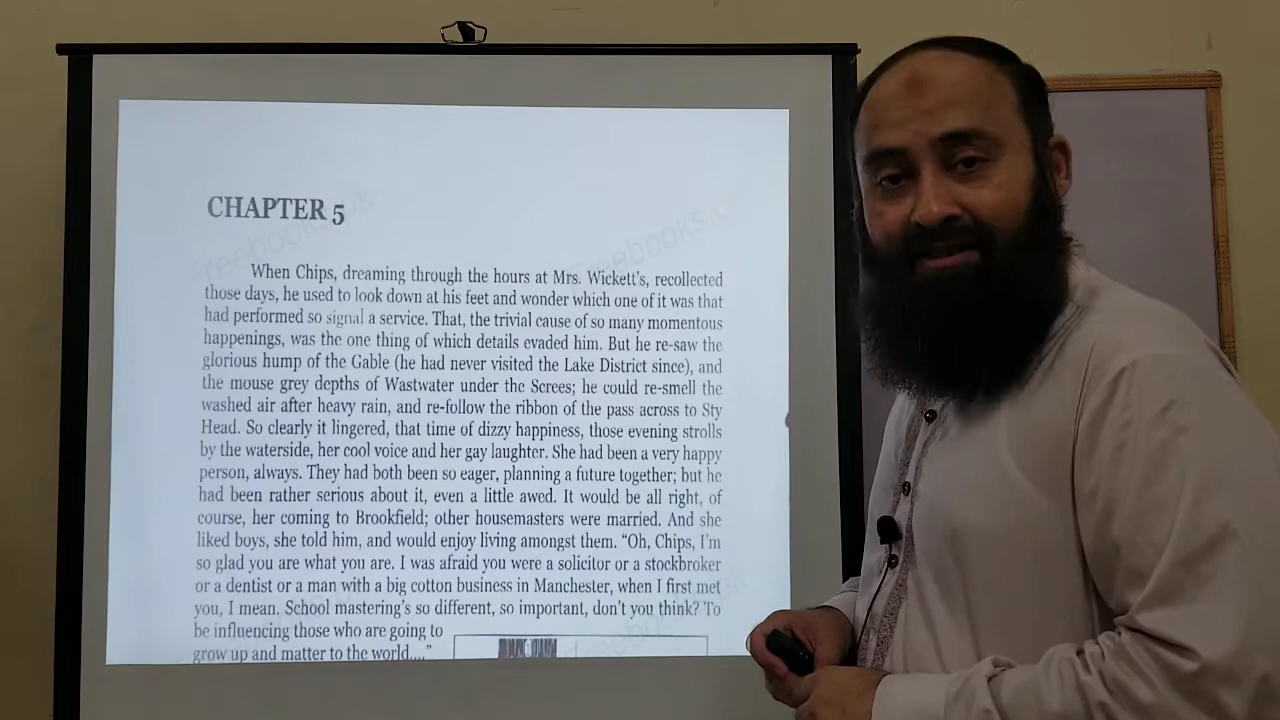 CHAPTER 5
When Chips, dreaming through the hours at Mrs. Wickett's, recollected
those days, he used to look down at his feet and wonder which one of it was that
had performed so signal a service. That, the trivial cause of so many momentous
happenings, was the one thing of which details evaded him. But he re-saw the
glorious hump of the Gable (he had never visited the Lake District since), and
the mouse grey depths of Wastwater under the Screes; he could re-smell the
washed air after heavy rain, and re-follow the ribbon of the pass across to Sty
Head. So clearly it lingered, that time of dizzy happiness, those evening strolls
by the waterside, her cool voice and her gay laughter. She had been a very happy
person, always. They had both been so eager, planning a future together; but he
had been rather serious about it, even a little awed. It would be all right, of
course, her coming to Brookfield; other housemasters were married. And she
liked boys, she told him, and would enjoy living amongst them. “Oh, Chips, I'm
so glad you are what you are. I was afraid you were a solicitor or a stockbroker
or a dentist or a man with a big cotton business in Manchester, when I first met
you, I mean. School mastering's so different, so important, don't you think? To
be influencing those who are going to
grow up and matter to the world....”